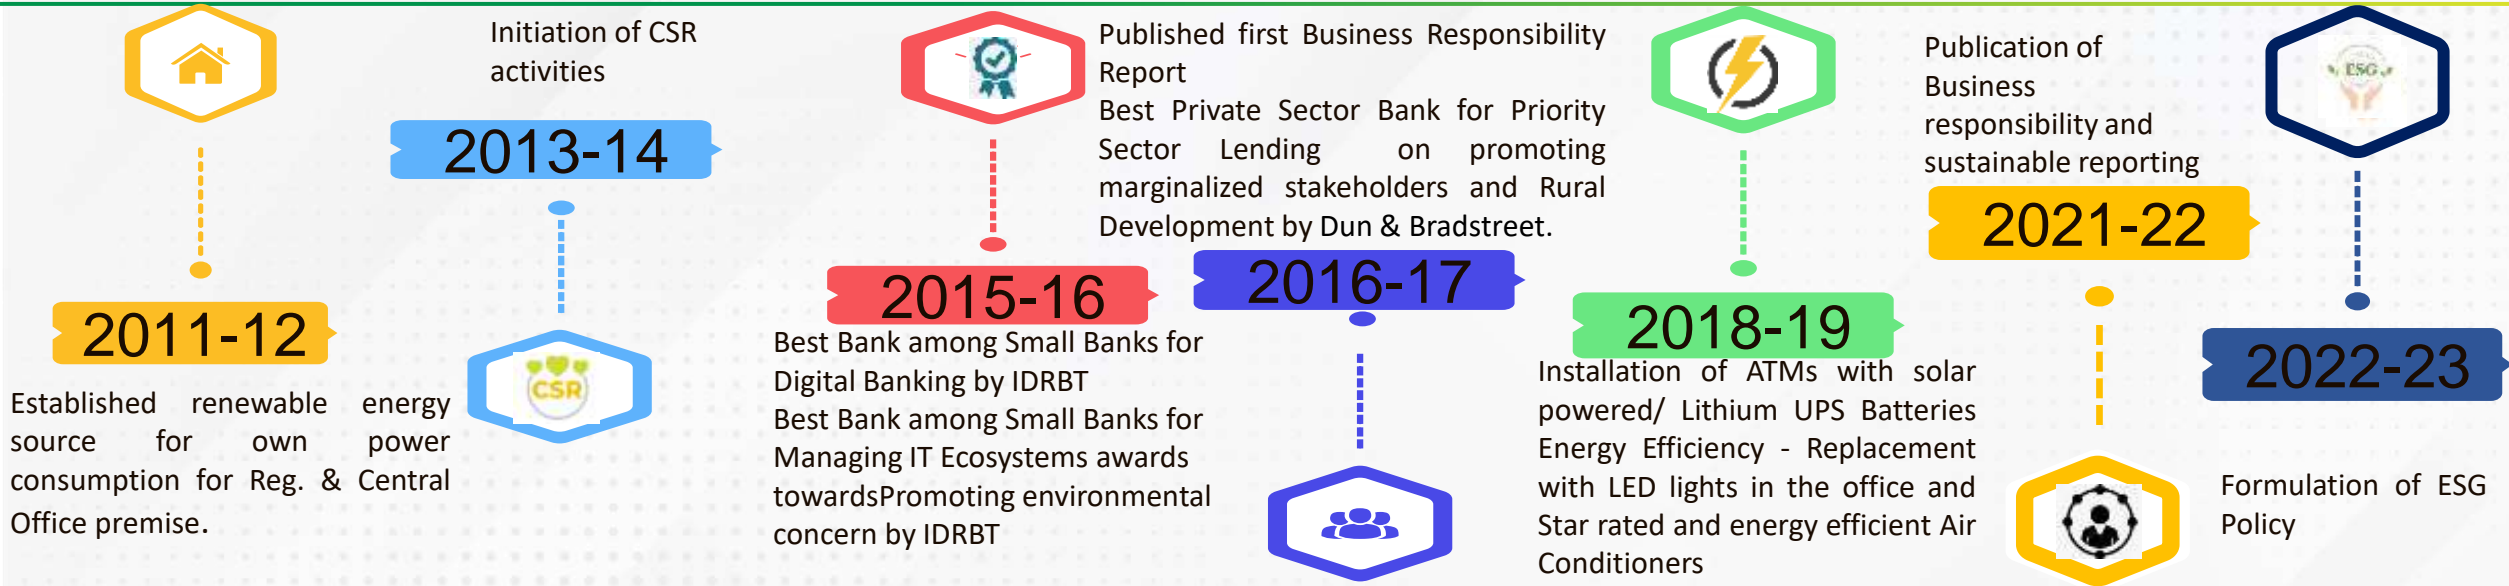 2011-12
Established renewable energy
source for own power
consumption for Reg. & Central
Office premise.
Initiation of CSR
activities
2013-14
CSR
2015-16
Best Bank among Small Banks for
Digital Banking by IDRBT
Best Bank among Small Banks for
Managing IT Ecosystems awards
towardsPromoting environmental
concern by IDRBT
Published first Business Responsibility
Report
Best Private Sector Bank for Priority
Sector Lending on promoting
marginalized stakeholders and Rural
Development by Dun & Bradstreet.
2016-17
2018-19
Installation of ATMs with solar
powered/ Lithium UPS Batteries
Energy Efficiency - Replacement
with LED lights in the office and
Star rated and energy efficient Air
Conditioners
Publication of
Business
responsibility and
sustainable reporting
2021-22
ESG
2022-23
Formulation of ESG
Policy